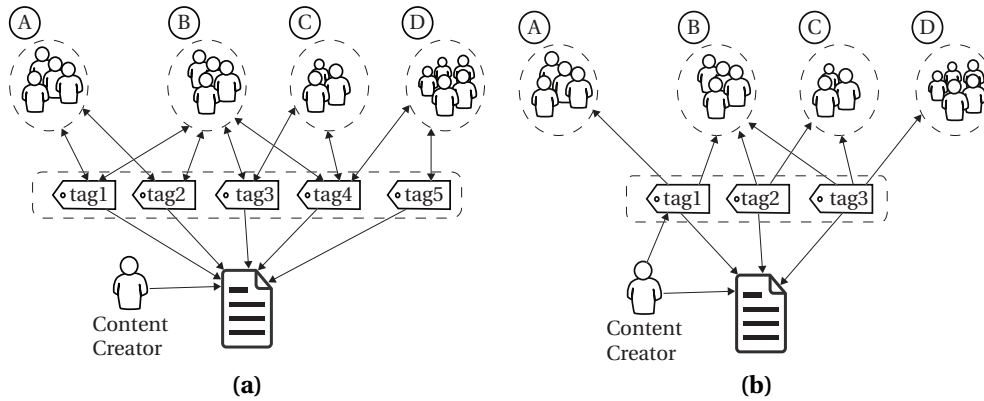 A B C D
tag1 tag2 tag3 tag4 tag5
Content
Creator
(a)
A B C D
tag1 tag2 tag3
Content
Creator
(b)